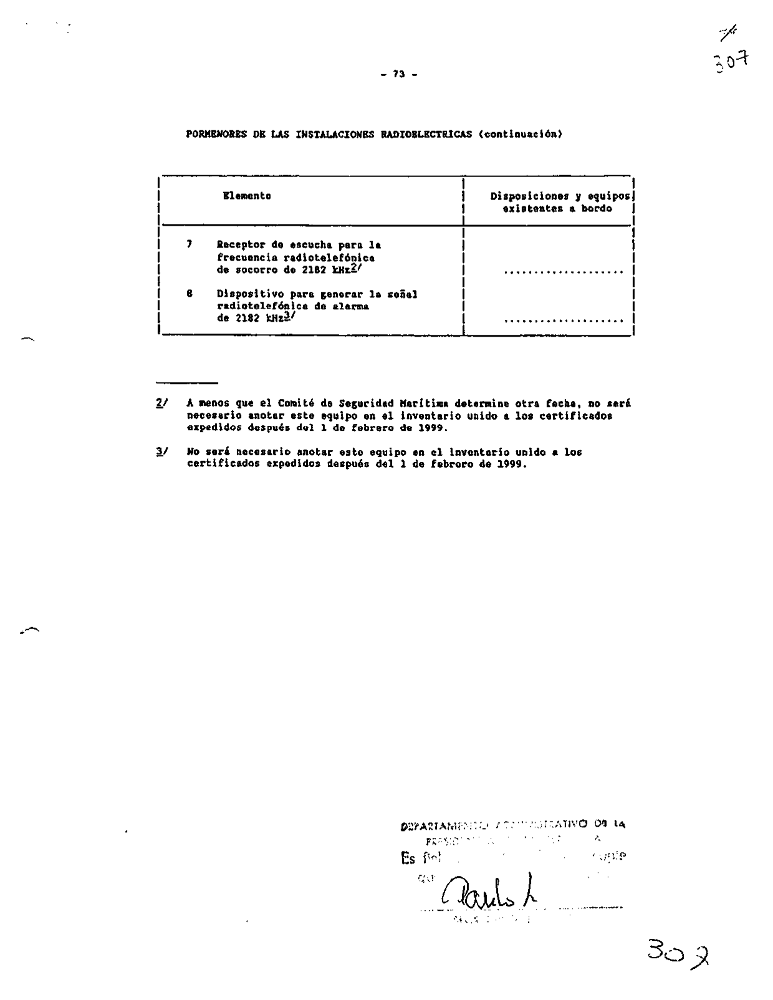 307
- 73 -
PORMENORES DE LAS INSTALACIONES RADIOELECTRICAS (continuación)
Elemento
Disposiciones y equipos
existentes a bordo
7 Receptor de escucha para la
frecuencia radiotelefónica
de socorro de 2182 kHz2/ ....................
8 Dispositivo para generar la señal
radiotelefónica de alarma
de 2182 kHz3/ ....................
2/ A menos que el Comité de Seguridad Marítima determine otra fecha, no será
necesario anotar este equipo en el inventario unido a los certificados
expedidos después del 1 de febrero de 1999.
3/ No será necesario anotar este equipo en el inventario unido a los
certificados expedidos después del 1 de febrero de 1999.
DEPARTAMENTO ADMINISTRATIVO DE LA
Es fiel copia
302